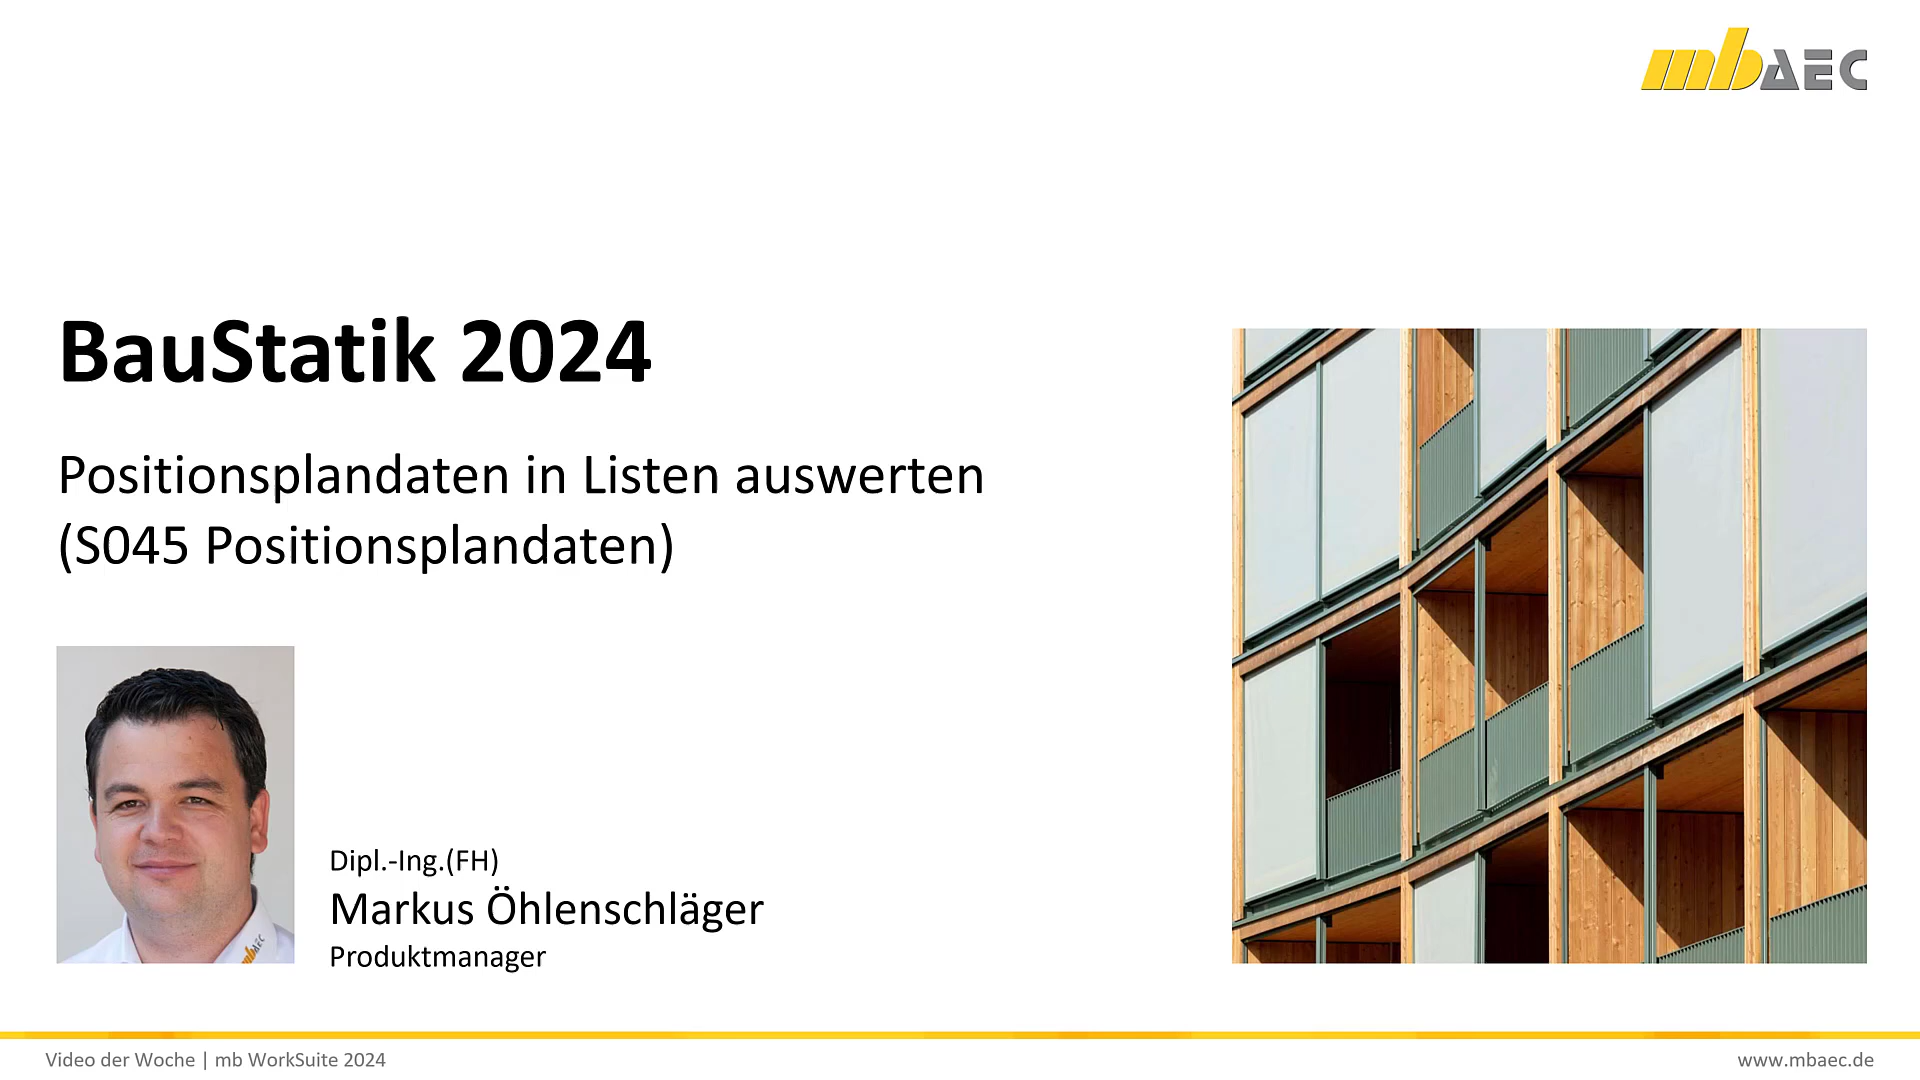 mbAEC
BauStatik 2024
Positionsplandaten in Listen auswerten
(S045 Positionsplandaten)
mbAEC
Dipl.-Ing.(FH)
Markus Öhlenschläger
Produktmanager
Video der Woche | mb WorkSuite 2024
www.mbaec.de